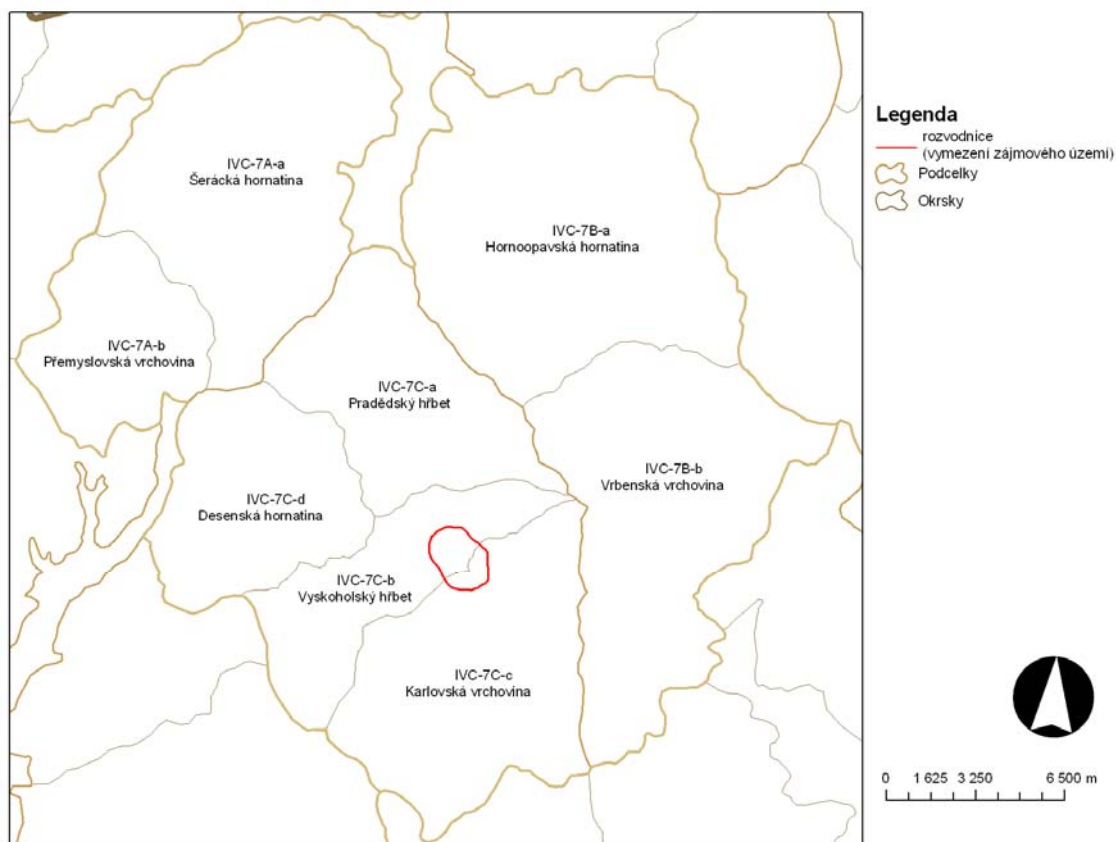 IVC-7A-a
Šerácká hornatina
IVC-7B-a
Hornoopavská hornatina
IVC-7A-b
Přemyslovská vrchovina
IVC-7C-a
Pradědský hřbet
IVC-7B-b
Vrbenská vrchovina
IVC-7C-d
Desenská hornatina
IVC-7C-b
Vyskoholský hřbet
IVC-7C-c
Karlovská vrchovina
Legenda
rozvodnice
(vymezení zájmového území)
Podcelky
Okrsky
0 1 625 3 250 6 500 m